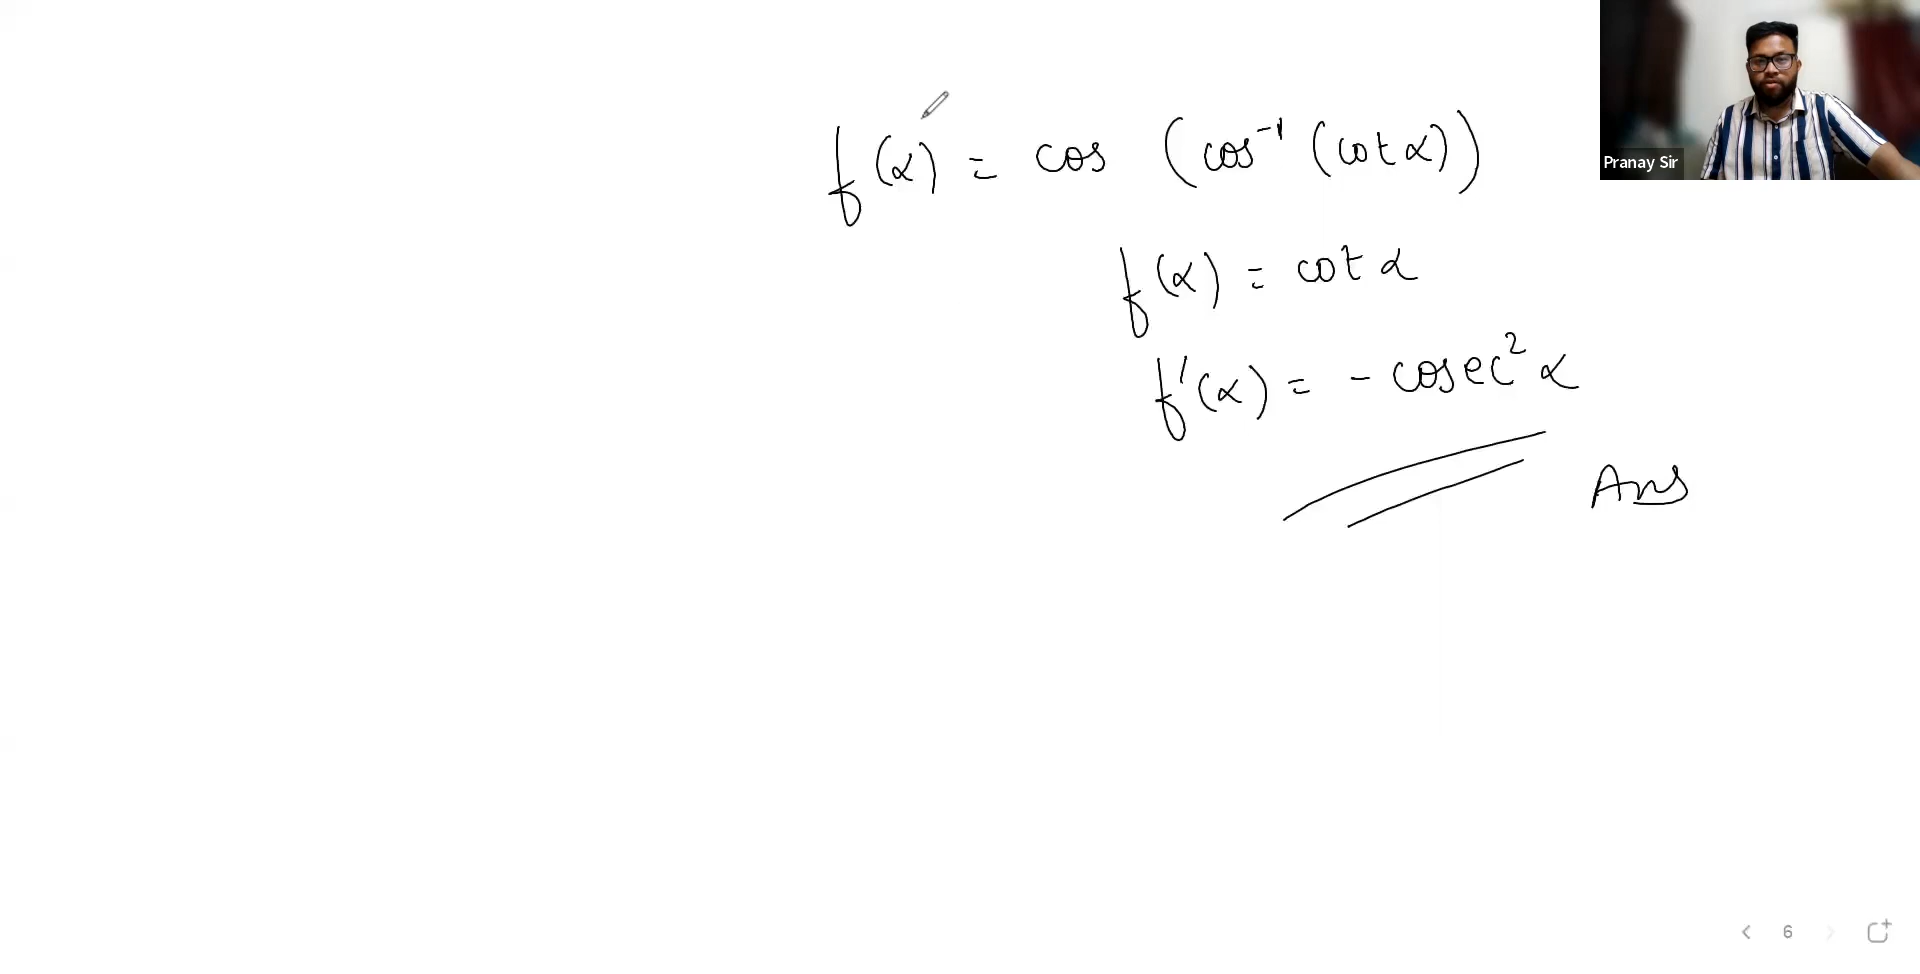 f(α) = cos (cos⁻¹ (cot α))
Pranay Sir
f(α) = cot α
f'(α) = - cosec² α
Ans
6